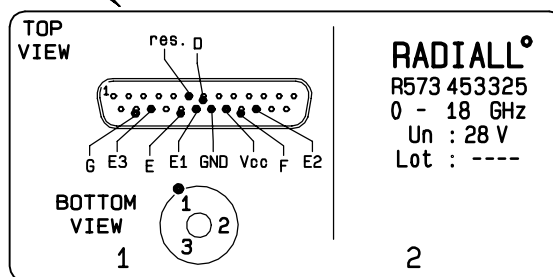 TOP
VIEW
res. D
1
G E3 E E1 GND Vcc F E2
BOTTOM
VIEW
1
2
3
1
RADIALL°
R573 453325
0 - 18 GHz
Un : 28 V
Lot : ----
2